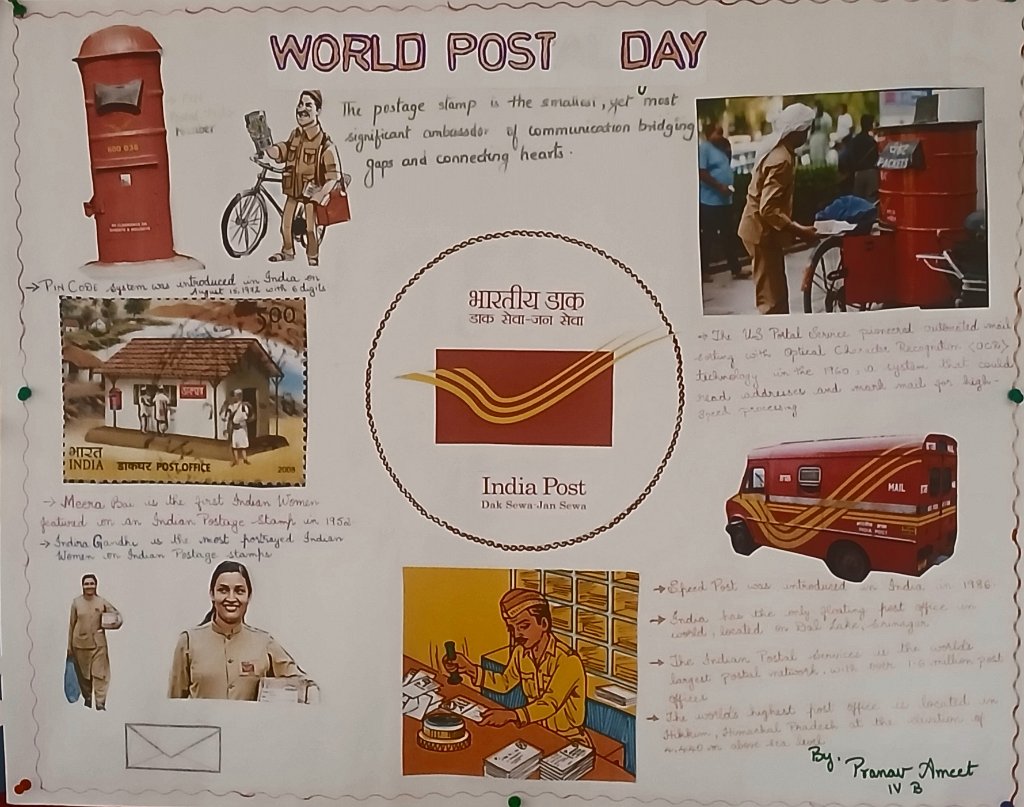 WORLD POST DAY
The postage stamp is the smallest, yet most
significant ambassador of communication bridging
gaps and connecting hearts.
600 036
पैकेट
PACKETS
→ PIN CODE system was introduced in India on
August 15, 1972 with 6 digits
5.00
भारत
INDIA डाकघर POST OFFICE
2008
→ Meera Bai is the first Indian Women
featured on an Indian Postage Stamp in 1952
→ Indira Gandhi is the most portrayed Indian
Women on Indian Postage stamps
भारतीय डाक
डाक सेवा-जन सेवा
India Post
Dak Sewa-Jan Sewa
→ The US Postal Service pioneered automated mail
sorting with Optical Character Recognition (OCR)
technology in the 1960, a system that could
read addresses and mark mail for high-
speed processing
MAIL
INDIA POST
→ Speed Post was introduced in India in 1986.
→ India has the only floating post office in
world, located on Dal Lake, Srinagar
→ The Indian Postal Services is the worlds
largest postal network, with over 1.6 million post
offices
→ The worlds highest post office is located in
Hikkim, Himachal Pradesh at the elevation of
4,440 m above sea level.
By.
Pranav Ameet
IV B